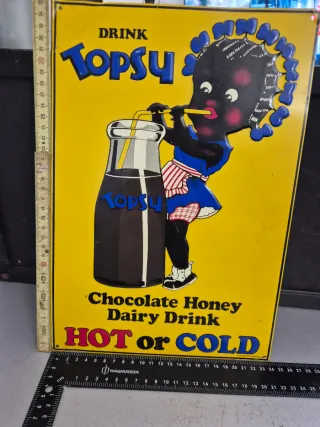 DRINK
TOPSY
TOPSY
Chocolate Honey
Dairy Drink
HOT or COLD